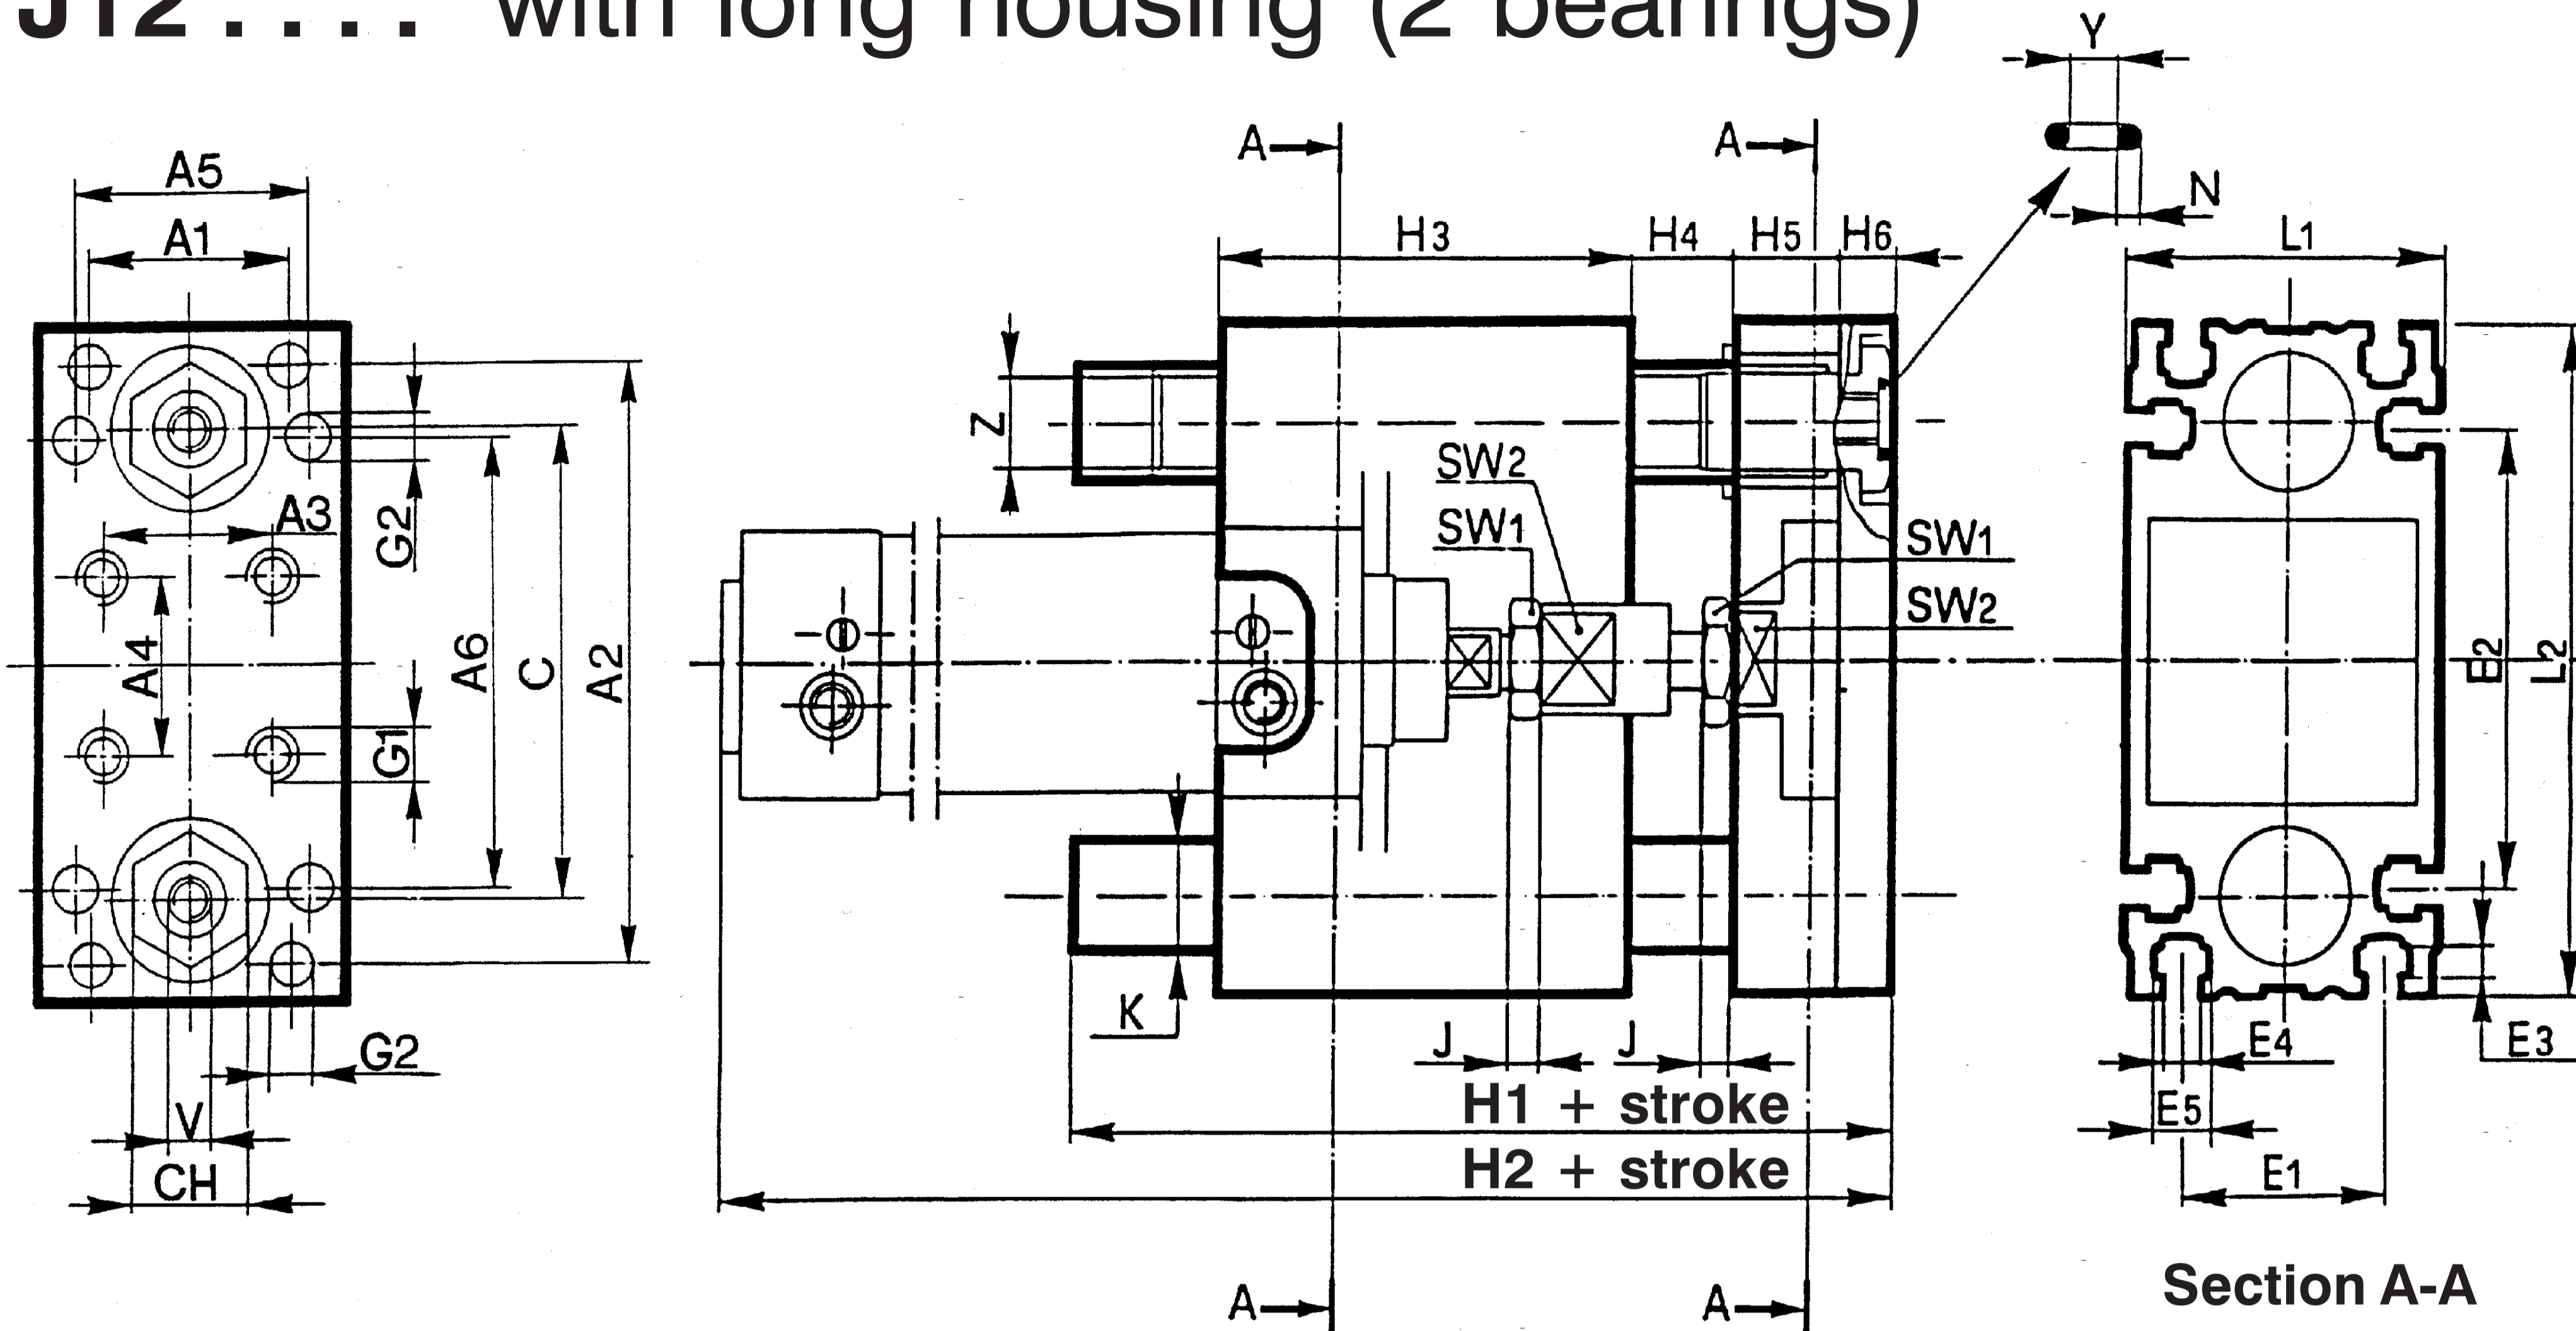 J12 . . . . with long housing (2 bearings)
Y
A
A
A5
N
A1
H3
H4
H5
H6
L1
Z
SW2
A3
SW1
G2
SW1
SW2
A4
A6
C
A2
E2
L2
G1
K
J
J
E4
E3
G2
H1 + stroke
E5
V
H2 + stroke
CH
E1
Section A-A
A
A